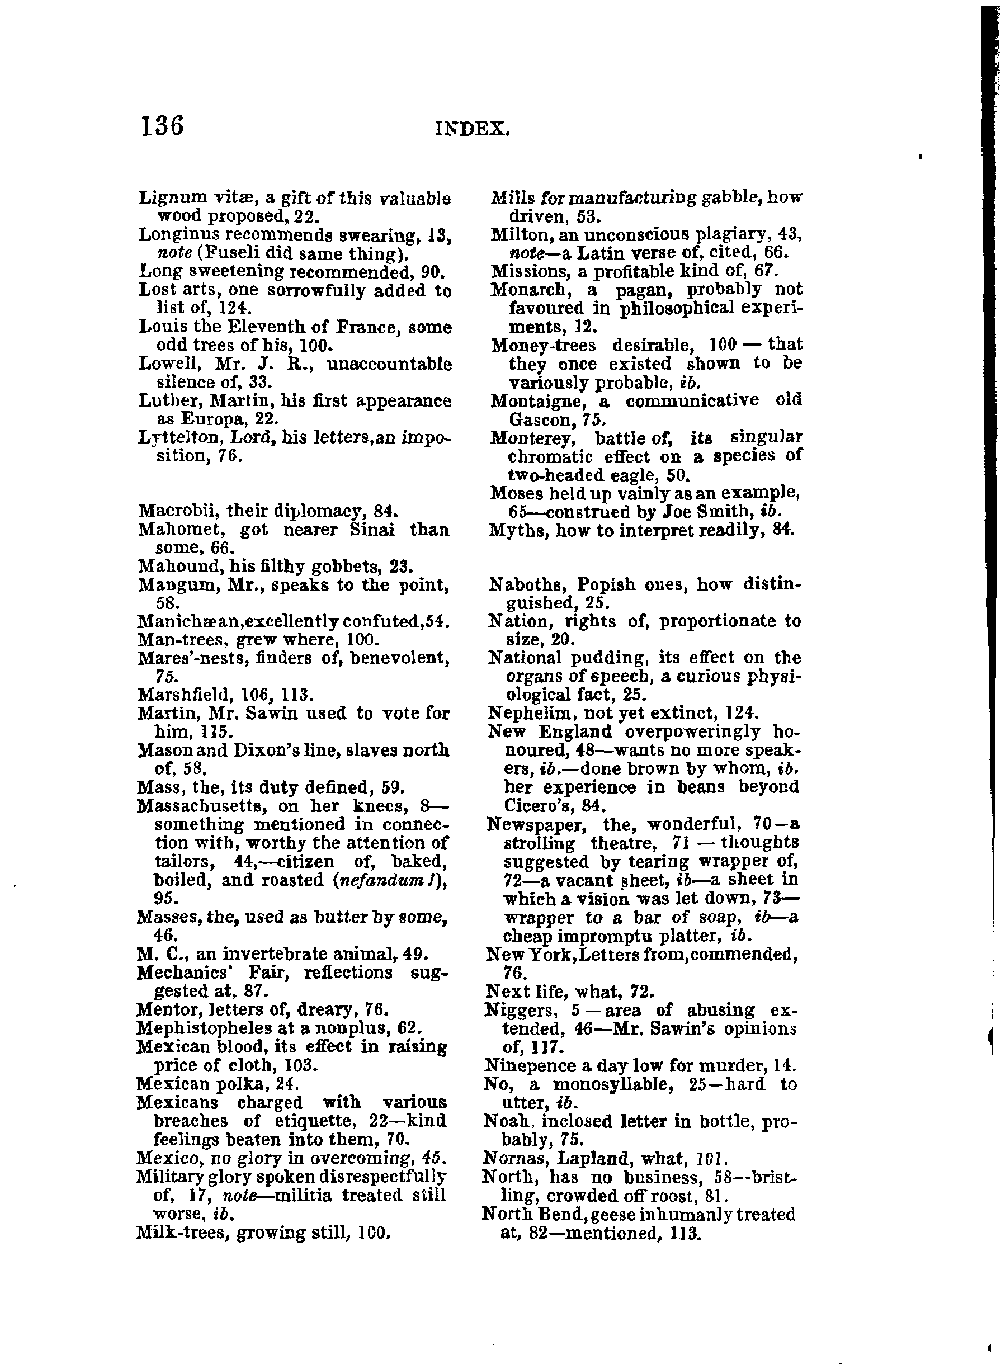 136 INDEX.
Lignum vitæ, a gift of this valuable
wood proposed, 22.
Longinus recommends swearing, 13,
note (Fuseli did same thing).
Long sweetening recommended, 90.
Lost arts, one sorrowfully added to
list of, 124.
Louis the Eleventh of France, some
odd trees of his, 100.
Lowell, Mr. J. R., unaccountable
silence of, 33.
Luther, Martin, his first appearance
as Europa, 22.
Lyttelton, Lord, his letters, an impo-
sition, 76.
Macrobii, their diplomacy, 84.
Mahomet, got nearer Sinai than
some, 66.
Mahound, his filthy gobbets, 23.
Mangum, Mr., speaks to the point,
58.
Manichæan, excellently confuted, 54.
Man-trees, grew where, 100.
Mares'-nests, finders of, benevolent,
75.
Marshfield, 106, 113.
Martin, Mr. Sawin used to vote for
him, 115.
Mason and Dixon's line, slaves north
of, 58.
Mass, the, its duty defined, 59.
Massachusetts, on her knees, 8—
something mentioned in connec-
tion with, worthy the attention of
tailors, 44,—citizen of, baked,
boiled, and roasted (nefandum!),
95.
Masses, the, used as butter by some,
46.
M. C., an invertebrate animal, 49.
Mechanics' Fair, reflections sug-
gested at, 87.
Mentor, letters of, dreary, 76.
Mephistopheles at a nonplus, 62.
Mexican blood, its effect in raising
price of cloth, 103.
Mexican polka, 24.
Mexicans charged with various
breaches of etiquette, 22—kind
feelings beaten into them, 70.
Mexico, no glory in overcoming, 46.
Military glory spoken disrespectfully
of, 17, note—militia treated still
worse, ib.
Milk-trees, growing still, 100.
Mills for manufacturing gabble, how
driven, 53.
Milton, an unconscious plagiary, 43,
note—a Latin verse of, cited, 66.
Missions, a profitable kind of, 67.
Monarch, a pagan, probably not
favoured in philosophical experi-
ments, 12.
Money-trees desirable, 100—that
they once existed shown to be
variously probable, ib.
Montaigne, a communicative old
Gascon, 75.
Monterey, battle of, its singular
chromatic effect on a species of
two-headed eagle, 50.
Moses held up vainly as an example,
65—construed by Joe Smith, ib.
Myths, how to interpret readily, 84.
Naboths, Popish ones, how distin-
guished, 25.
Nation, rights of, proportionate to
size, 20.
National pudding, its effect on the
organs of speech, a curious physi-
ological fact, 25.
Nephelim, not yet extinct, 124.
New England overpoweringly ho-
noured, 48—wants no more speak-
ers, ib.—done brown by whom, ib.
her experience in beans beyond
Cicero's, 84.
Newspaper, the, wonderful, 70—a
strolling theatre, 71—thoughts
suggested by tearing wrapper of,
72—a vacant sheet, ib—a sheet in
which a vision was let down, 73—
wrapper to a bar of soap, ib—a
cheap impromptu platter, ib.
New York, Letters from, commended,
76.
Next life, what, 72.
Niggers, 5—area of abusing ex-
tended, 46—Mr. Sawin's opinions
of, 117.
Ninepence a day low for murder, 14.
No, a monosyllable, 25—hard to
utter, ib.
Noah, inclosed letter in bottle, pro-
bably, 75.
Nornas, Lapland, what, 101.
North, has no business, 58—brist-
ling, crowded off roost, 81.
North Bend, geese inhumanly treated
at, 82—mentioned, 113.